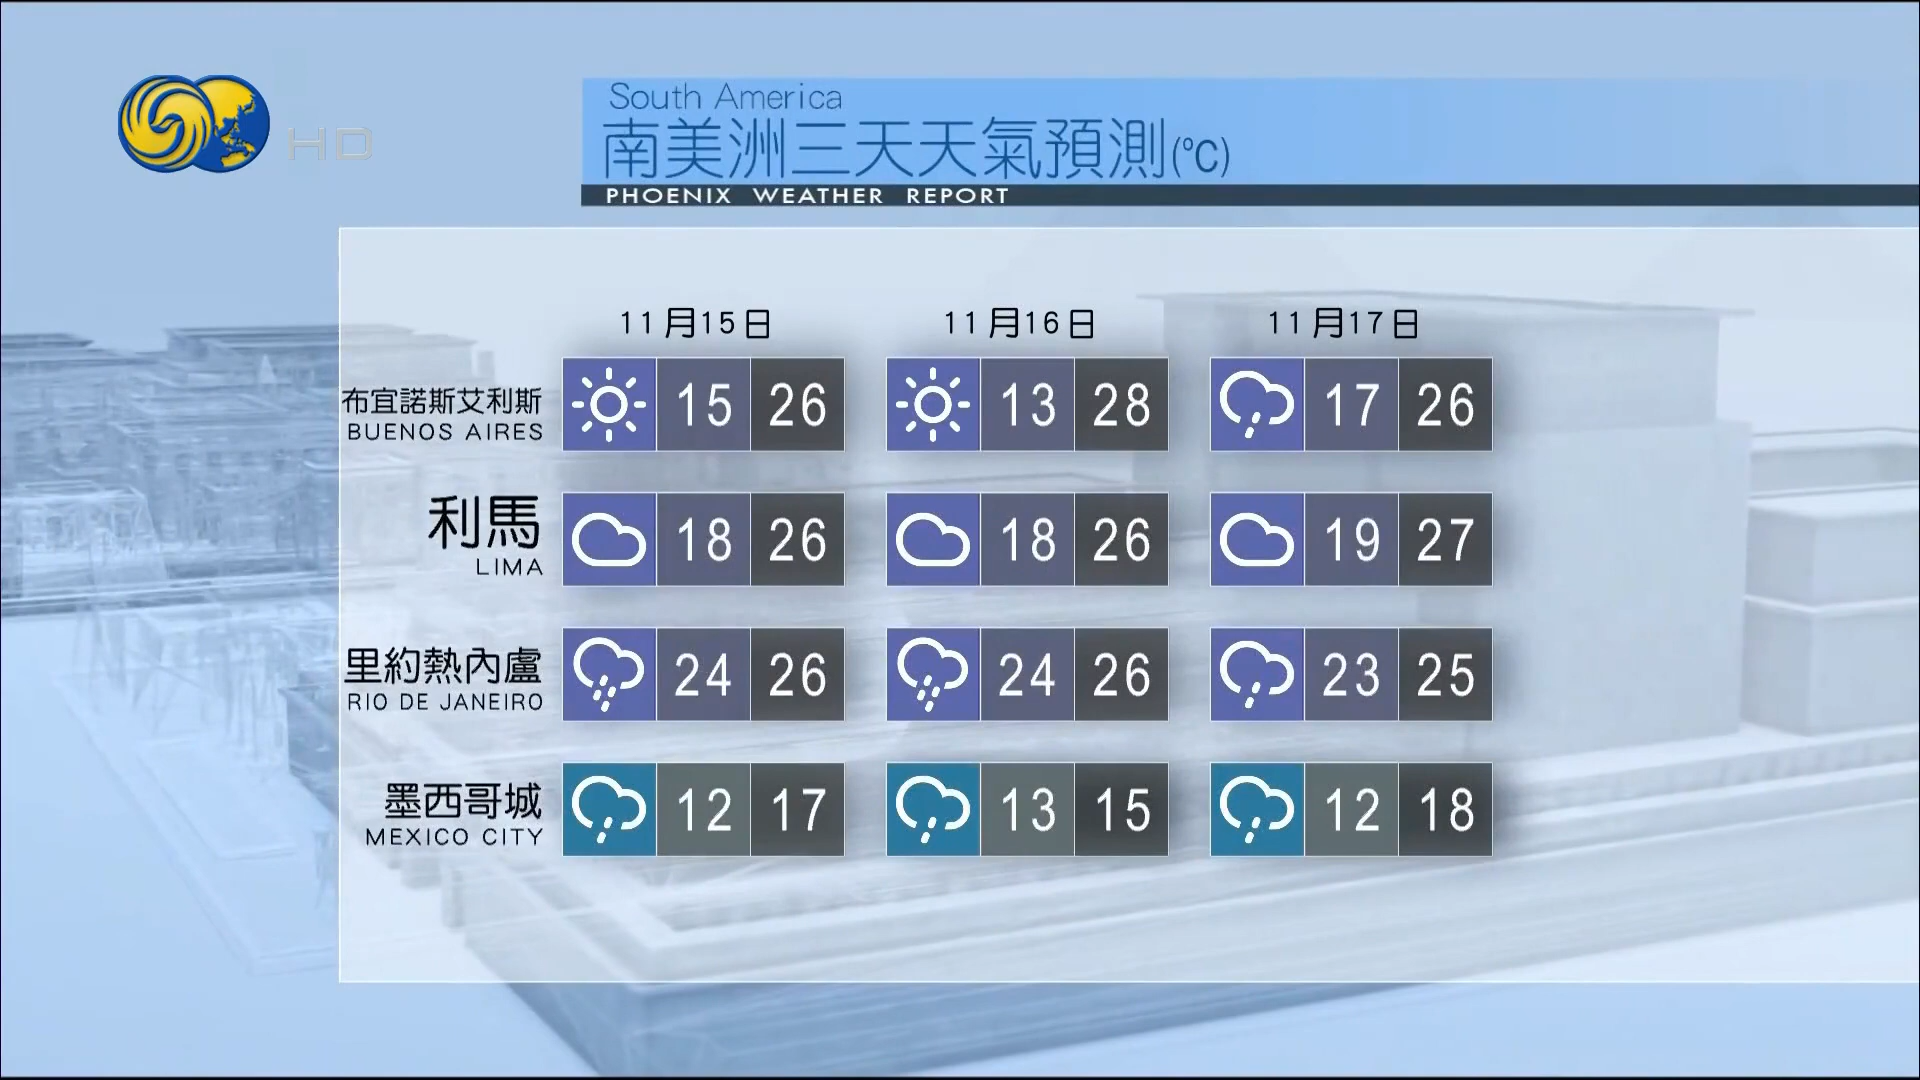 HD
South America
南美洲三天天氣預測(°C)
PHOENIX WEATHER REPORT
11月15日 11月16日 11月17日
布宜諾斯艾利斯
BUENOS AIRES
15 26 13 28 17 26
利馬
LIMA
18 26 18 26 19 27
里約熱內盧
RIO DE JANEIRO
24 26 24 26 23 25
墨西哥城
MEXICO CITY
12 17 13 15 12 18